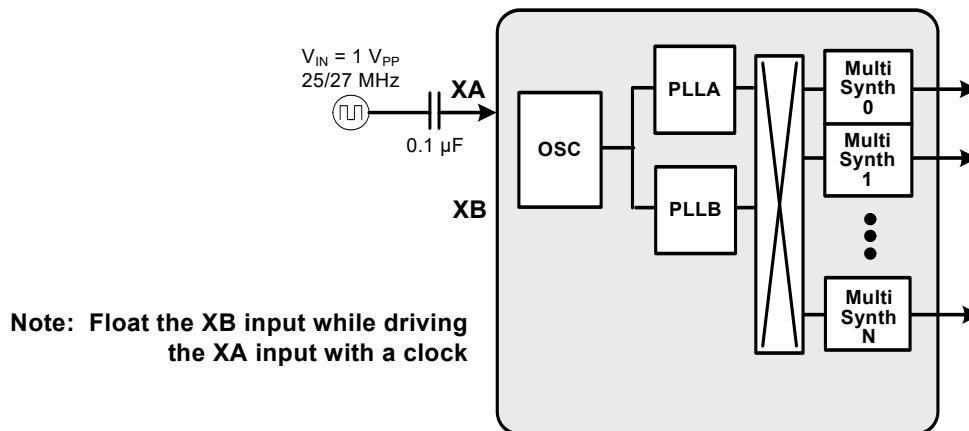 V_IN = 1 V_PP
25/27 MHz
XA
0.1 µF
XB
OSC
PLLA
PLLB
Multi
Synth
0
Multi
Synth
1
Multi
Synth
N
Note: Float the XB input while driving
the XA input with a clock